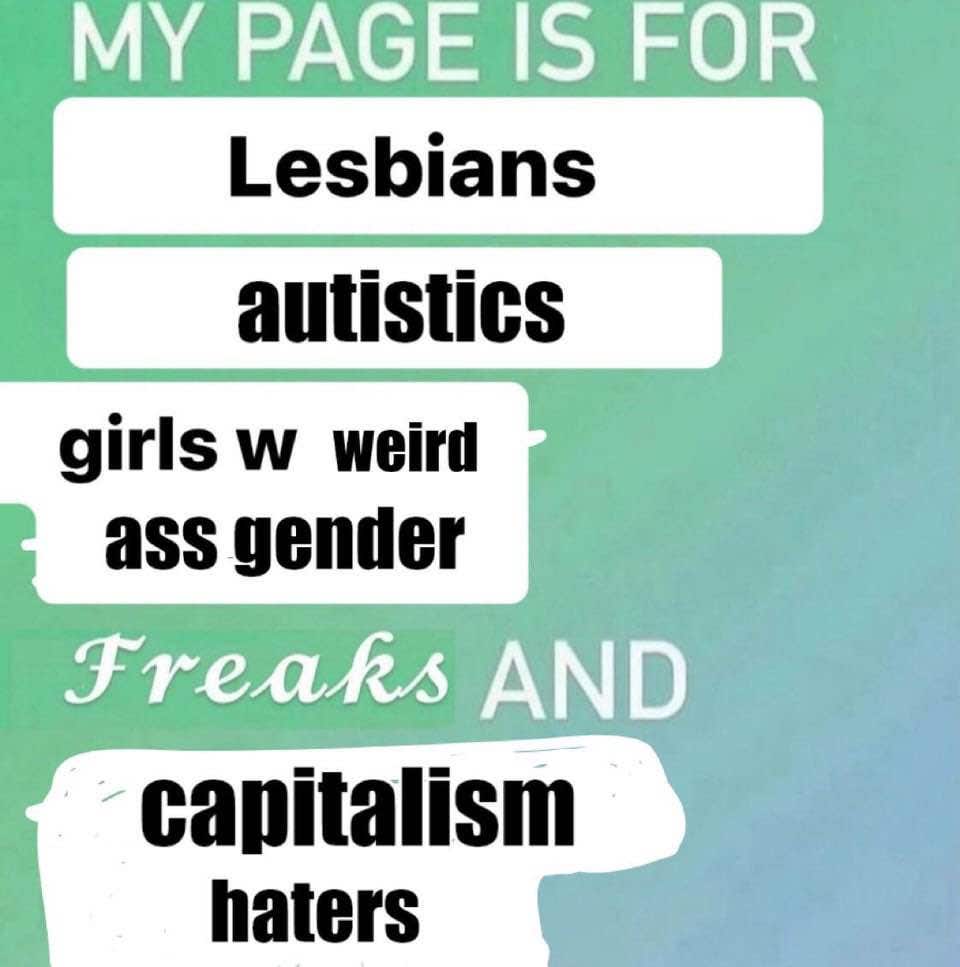 MY PAGE IS FOR
Lesbians
autistics
girls w weird
ass gender
Freaks AND
capitalism
haters